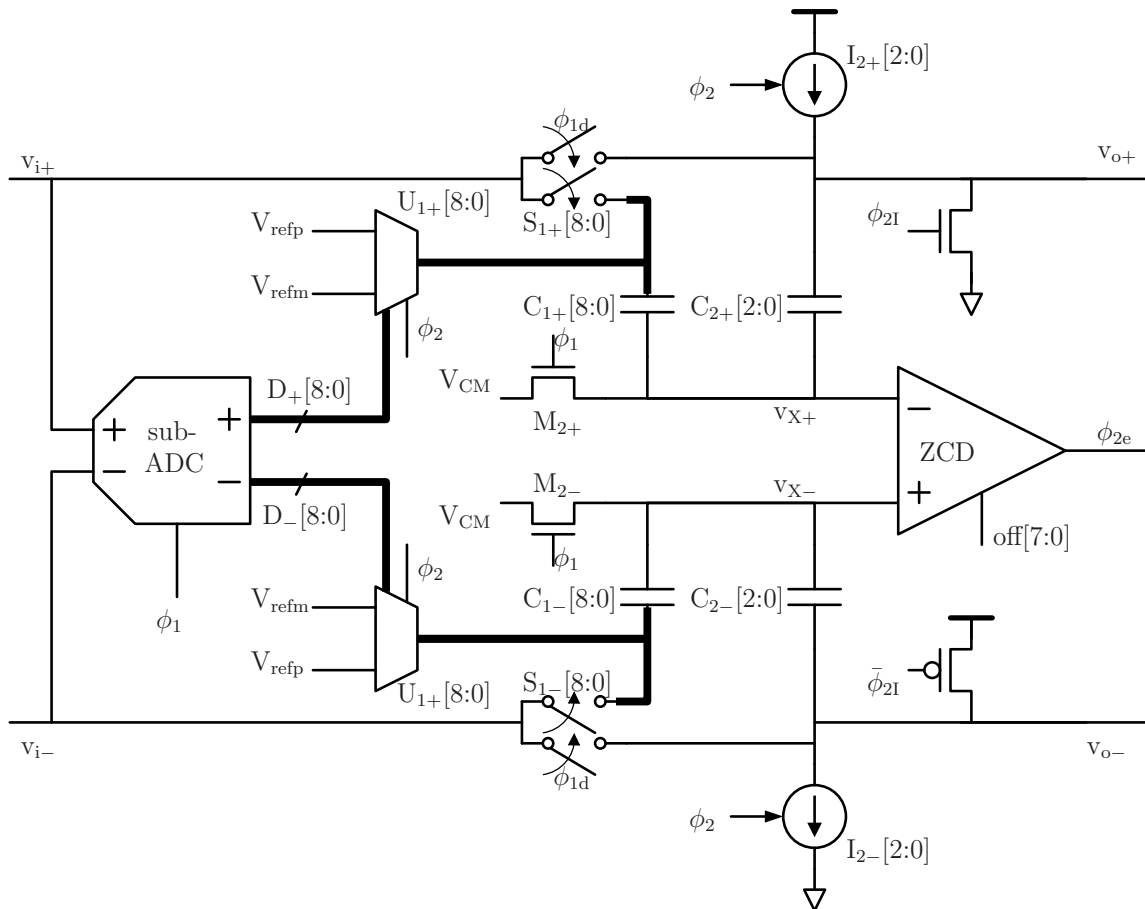 I2+[2:0]
ϕ2
ϕ1d
vi+
vo+
U1+[8:0]
S1+[8:0]
Vrefp
ϕ2I
Vrefm
C1+[8:0]
C2+[2:0]
ϕ2
ϕ1
VCM
D+[8:0]
M2+
vX+
sub-
ADC
ZCD
ϕ2e
M2−
vX−
VCM
D−[8:0]
off[7:0]
ϕ1
ϕ2
Vrefm
C1−[8:0]
C2−[2:0]
ϕ1
Vrefp
S1−[8:0]
ϕ̄2I
U1+[8:0]
vi−
vo−
ϕ1d
ϕ2
I2−[2:0]